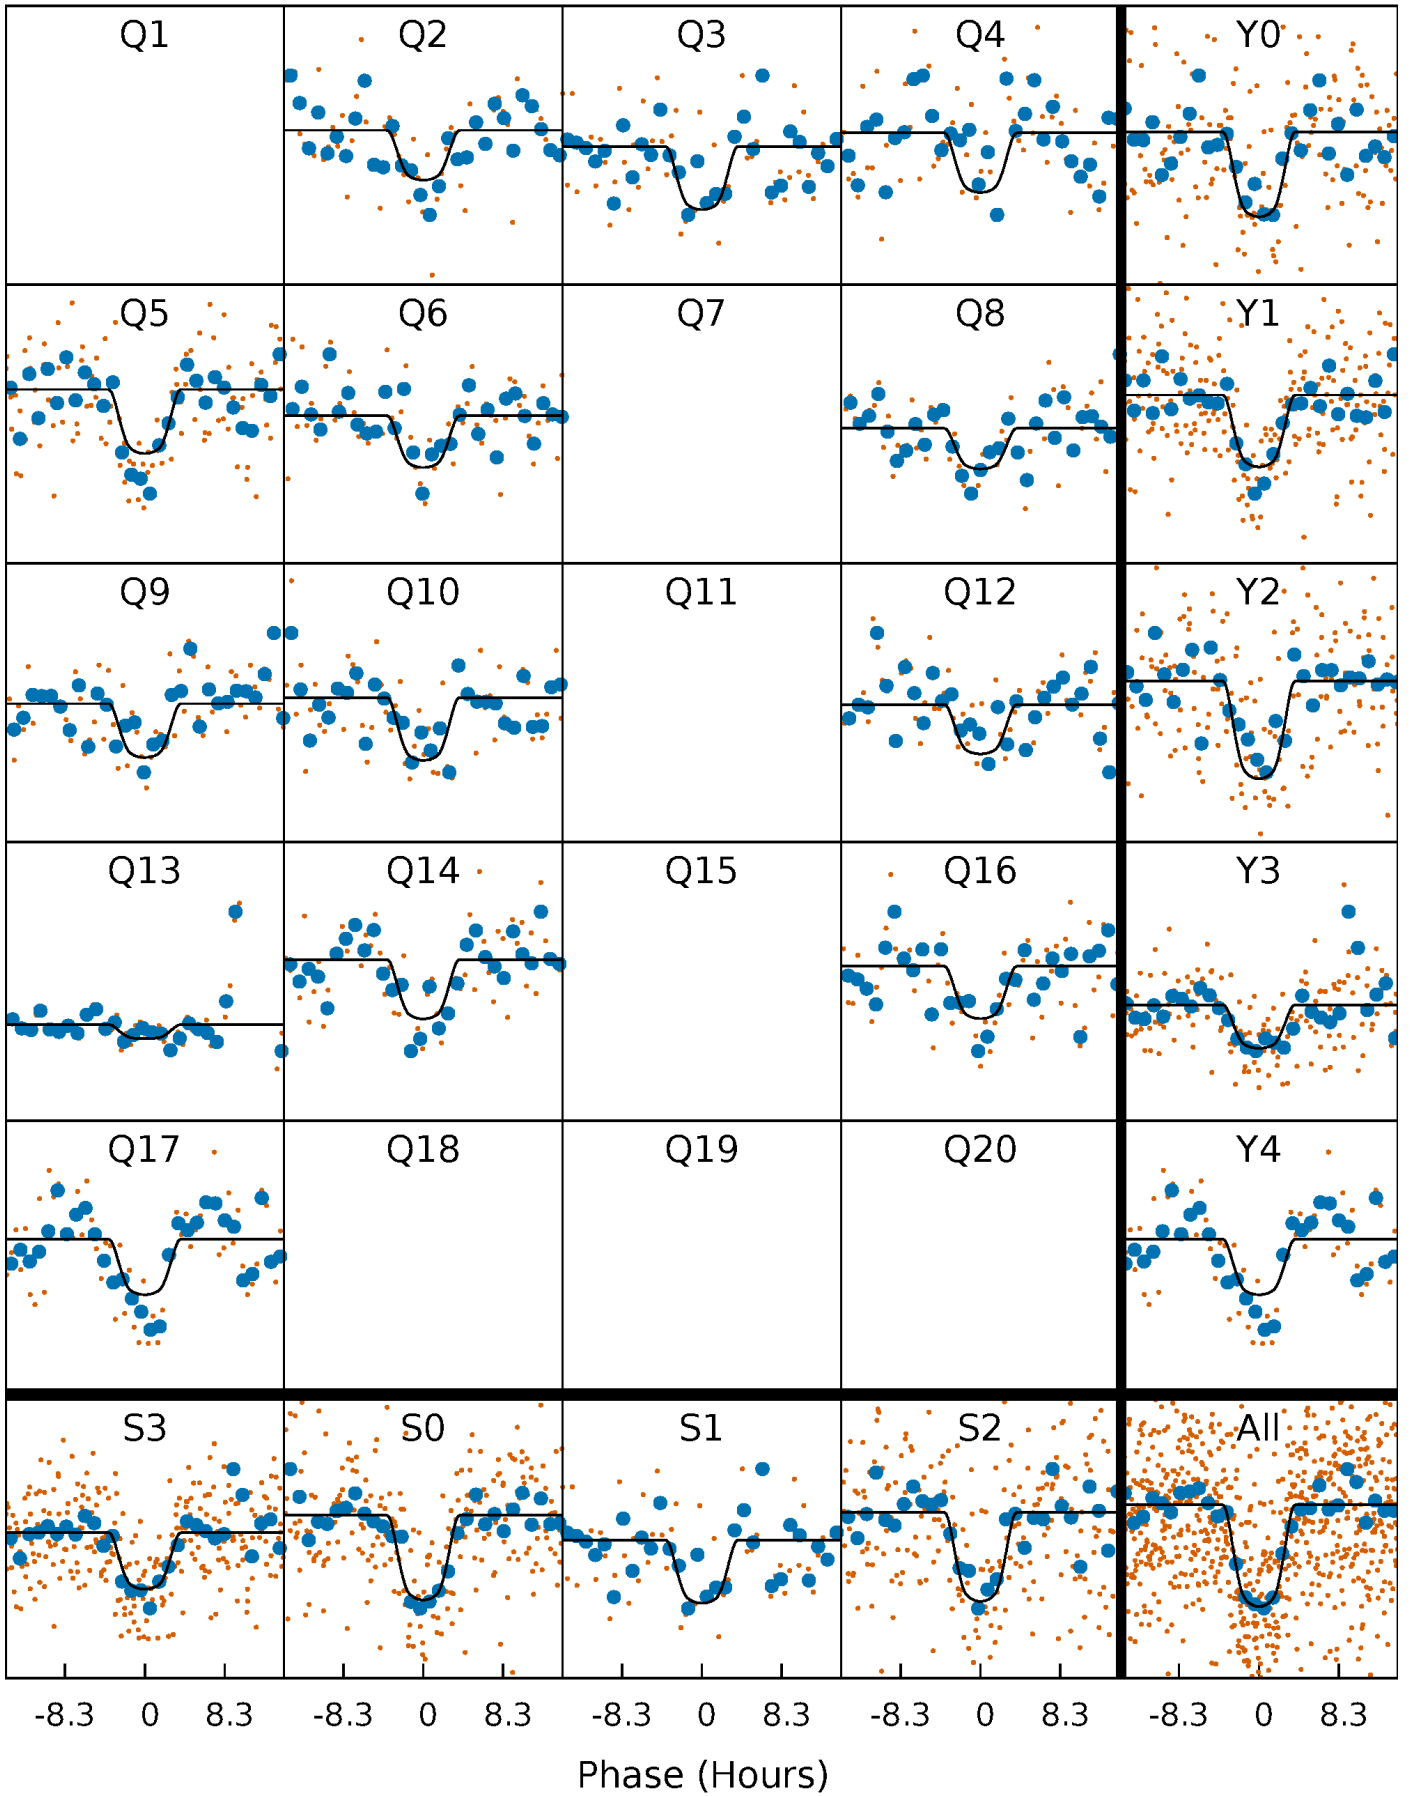 Q1 Q2 Q3 Q4 Y0
Q5 Q6 Q7 Q8 Y1
Q9 Q10 Q11 Q12 Y2
Q13 Q14 Q15 Q16 Y3
Q17 Q18 Q19 Q20 Y4
S3 S0 S1 S2 All
-8.3 0 8.3 -8.3 0 8.3 -8.3 0 8.3 -8.3 0 8.3 -8.3 0 8.3
Phase (Hours)